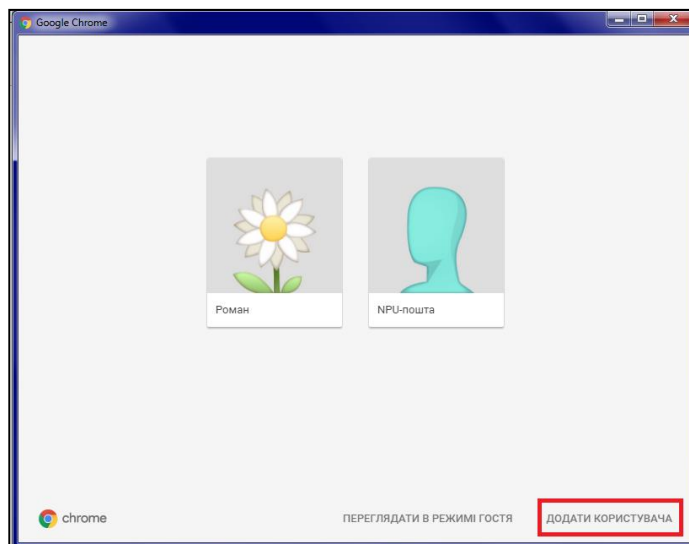 Google Chrome
Роман
NPU-пошта
chrome
ПЕРЕГЛЯДАТИ В РЕЖИМІ ГОСТЯ
ДОДАТИ КОРИСТУВАЧА